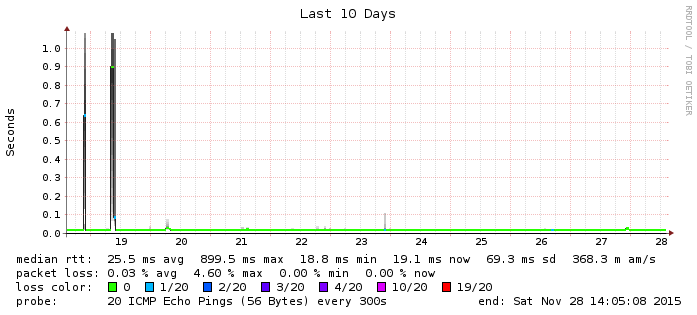 Last 10 Days
RRDTOOL / TOBI OETIKER
Seconds
1.0
0.9
0.8
0.7
0.6
0.5
0.4
0.3
0.2
0.1
0.0
19 20 21 22 23 24 25 26 27 28
median rtt: 25.5 ms avg 899.5 ms max 18.8 ms min 19.1 ms now 69.3 ms sd 368.3 m am/s
packet loss: 0.03 % avg 4.60 % max 0.00 % min 0.00 % now
loss color: 0 1/20 2/20 3/20 4/20 10/20 19/20
probe: 20 ICMP Echo Pings (56 Bytes) every 300s end: Sat Nov 28 14:05:08 2015